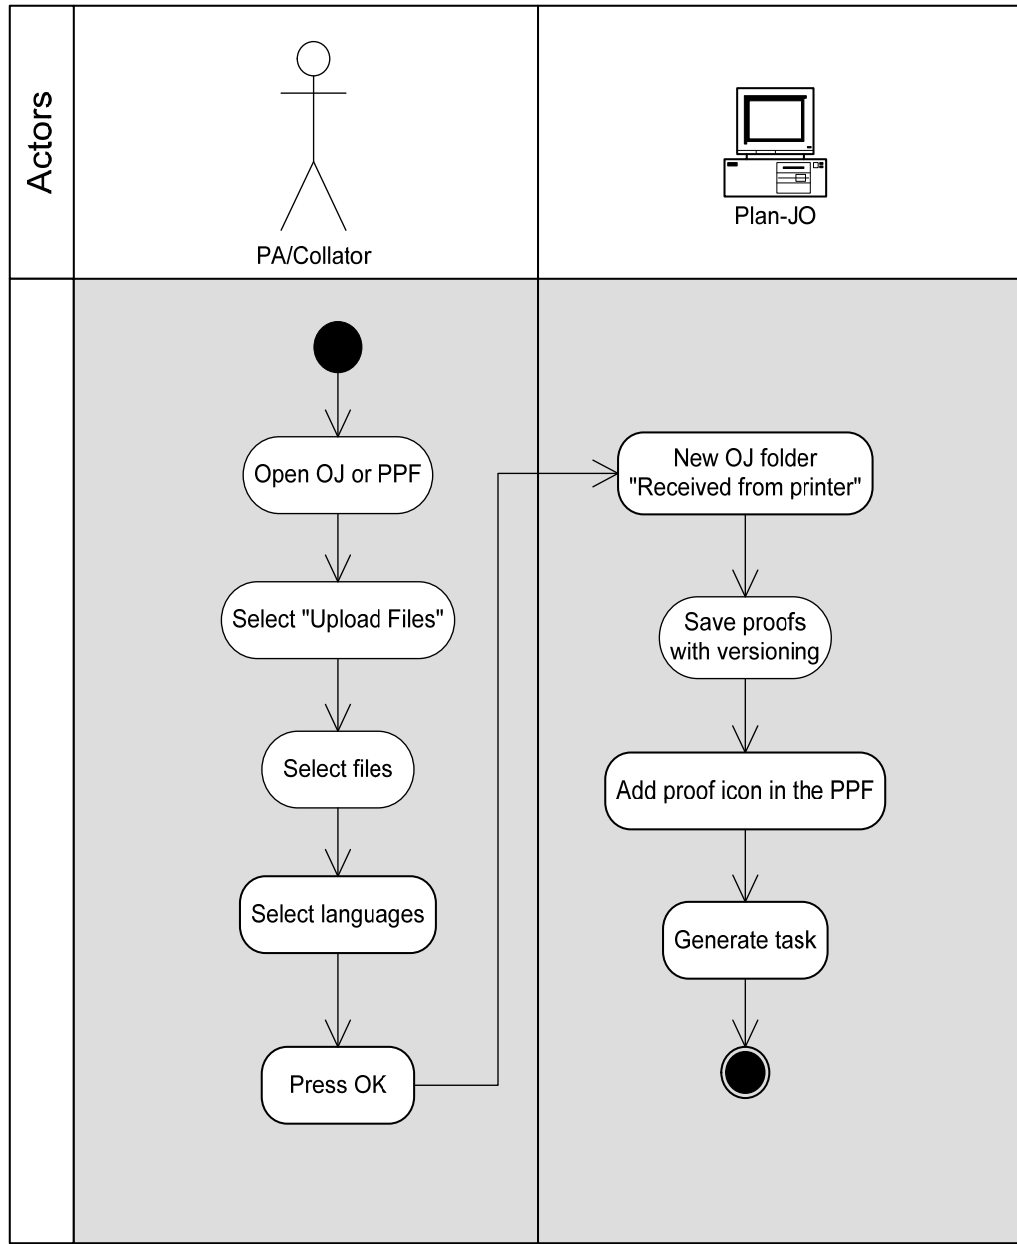 Actors
PA/Collator
Plan-JO
Open OJ or PPF
Select "Upload Files"
Select files
Select languages
Press OK
New OJ folder
"Received from printer"
Save proofs
with versioning
Add proof icon in the PPF
Generate task